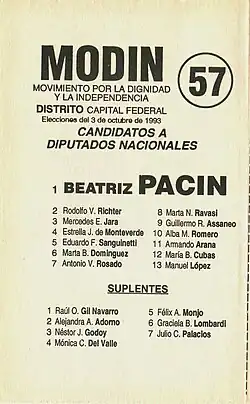 MODIN
57
MOVIMIENTO POR LA DIGNIDAD
Y LA INDEPENDENCIA
DISTRITO CAPITAL FEDERAL
Elecciones del 3 de octubre de 1993
CANDIDATOS A
DIPUTADOS NACIONALES
1 BEATRIZ PACIN
2 Rodolfo V. Richter
3 Mercedes E. Jara
4 Estrella J. de Monteverde
5 Eduardo F. Sanguinetti
6 Marta B. Domínguez
7 Antonio V. Rosado
8 Marta N. Ravasi
9 Guillermo R. Assaneo
10 Alba M. Romero
11 Armando Arana
12 María B. Cubas
13 Manuel López
SUPLENTES
1 Raúl O. Gil Navarro
2 Alejandra A. Adorno
3 Néstor J. Godoy
4 Mónica C. Del Valle
5 Félix A. Monjo
6 Graciela B. Lombardi
7 Julio C. Palacios